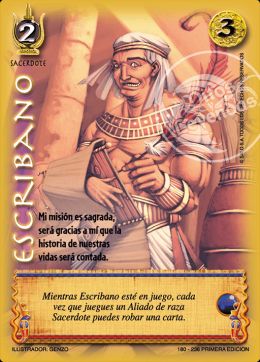 2
3
SACERDOTE
ESCRIBANO
Mi misión es sagrada,
será gracias a mí que la
historia de nuestras
vidas será contada.
Mientras Escribano esté en juego, cada
vez que juegues un Aliado de raza
Sacerdote puedes robar una carta.
ILUSTRADOR: GENZO
180 - 236 PRIMERA EDICION